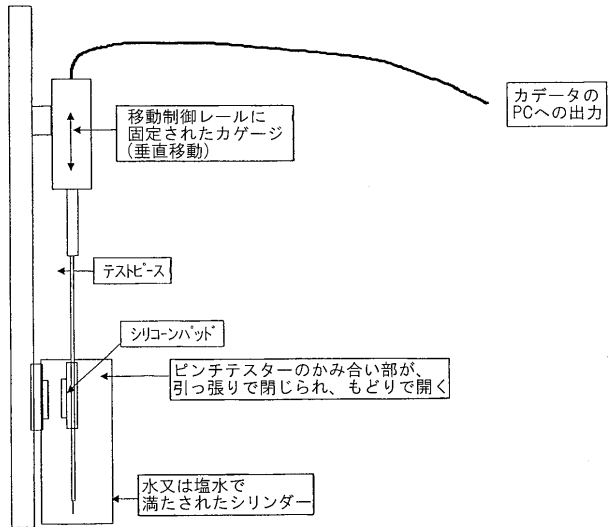 力データの
PCへの出力
移動制御レールに
固定された力ゲージ
(垂直移動)
テストピース
シリコーンパッド
ピンチテスターのかみ合い部が、
引っ張りで閉じられ、もどりで開く
水又は塩水で
満たされたシリンダー